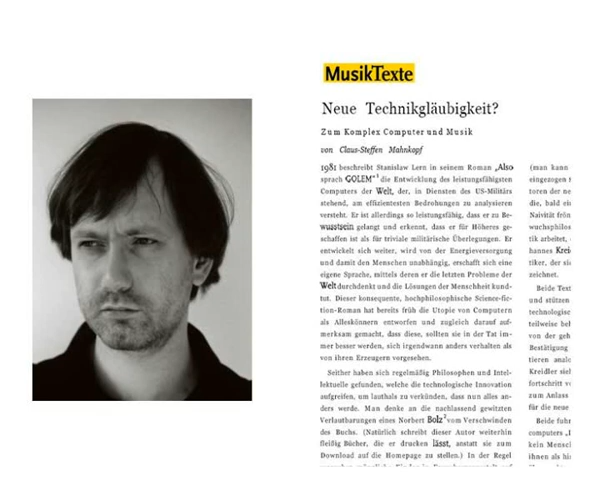 MusikTexte
Neue Technikgläubigkeit?
Zum Komplex Computer und Musik
von Claus-Steffen Mahnkopf
1981 beschreibt Stanislaw Lem in seinem Roman „Also
sprach GOLEM“¹ die Entwicklung des leistungsfähigsten
Computers der Welt, der, in Diensten des US-Militärs
stehend, am effizientesten Bedrohungen zu analysieren
versteht. Er ist allerdings so leistungsfähig, dass er zu Be-
wusstsein gelangt und erkennt, dass er für Höheres ge-
schaffen ist als für triviale militärische Überlegungen. Er
entwickelt sich weiter, wird von der Energieversorgung
und damit den Menschen unabhängig, erschafft sich eine
eigene Sprache, mittels deren er die letzten Probleme der
Welt durchdenkt und die Lösungen der Menschheit kund-
tut. Dieser konsequente, hochphilosophische Science-fic-
tion-Roman hat bereits früh die Utopie von Computern
als Alleskönnern entworfen und zugleich darauf auf-
merksam gemacht, dass diese, sollten sie in der Tat im-
mer besser werden, sich irgendwann anders verhalten als
von ihren Erzeugern vorgesehen.
Seither haben sich regelmäßig Philosophen und Intel-
lektuelle gefunden, welche die technologische Innovation
aufgreifen, um lauthals zu verkünden, dass nun alles an-
ders werde. Man denke an die nachlassend gewitzten
Verlautbarungen eines Norbert Bolz² vom Verschwinden
des Buchs. (Natürlich schreibt dieser Autor weiterhin
fleißig Bücher, die er drucken lässt, anstatt sie zum
Download auf die Homepage zu stellen.) In der Regel
(man kann
eingezogen
toren der ne
die, bald ei
Naivität frön
wuchsphilos
tik arbeitet,
hannes Krei
tiker, der si
zeichnet.
Beide Text
und stützen
technologisc
teilweise beh
von der geh
Bestätigung
tieren analo
Kreidler sieh
fortschritt v
zum Anlass
für die neue
Beide fuhr
computers „I
kein Mensc
ihnen als hi